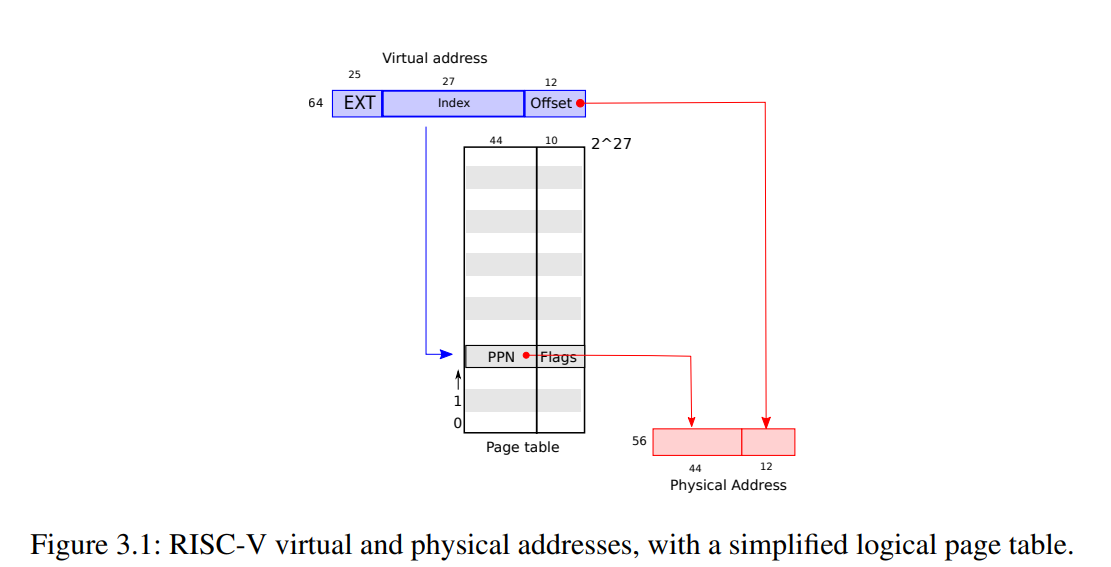 Virtual address
25
27
12
64
EXT
Index
Offset
44
10
2^27
PPN
Flags
1
0
Page table
56
44
12
Physical Address
Figure 3.1: RISC-V virtual and physical addresses, with a simplified logical page table.